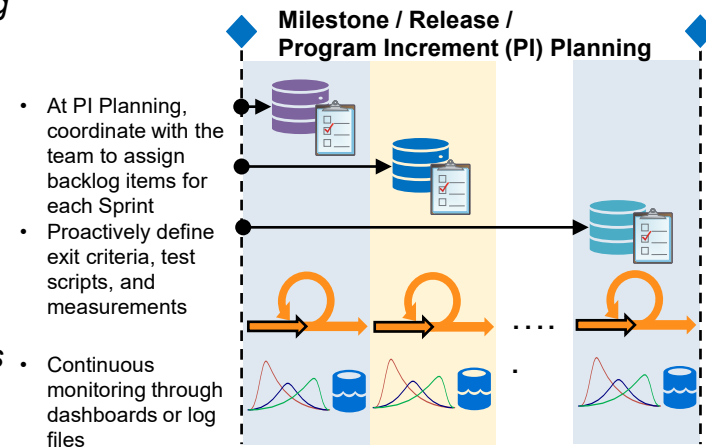 Milestone / Release /
Program Increment (PI) Planning
• At PI Planning,
coordinate with the
team to assign
backlog items for
each Sprint
• Proactively define
exit criteria, test
scripts, and
measurements
• Continuous
monitoring through
dashboards or log
files
. . . .
.